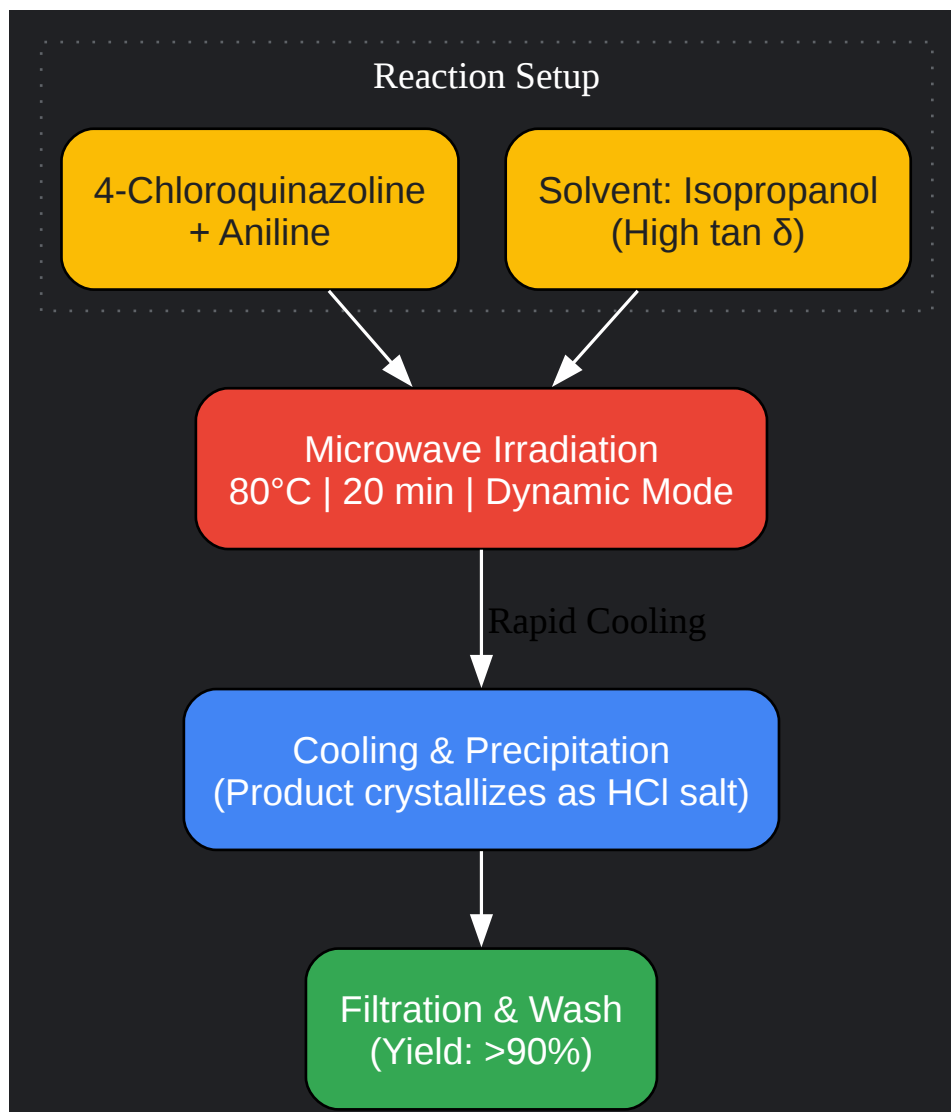 Reaction Setup
4-Chloroquinazoline
+ Aniline
Solvent: Isopropanol
(High tan δ)
Microwave Irradiation
80°C | 20 min | Dynamic Mode
Rapid Cooling
Cooling & Precipitation
(Product crystallizes as HCl salt)
Filtration & Wash
(Yield: >90%)